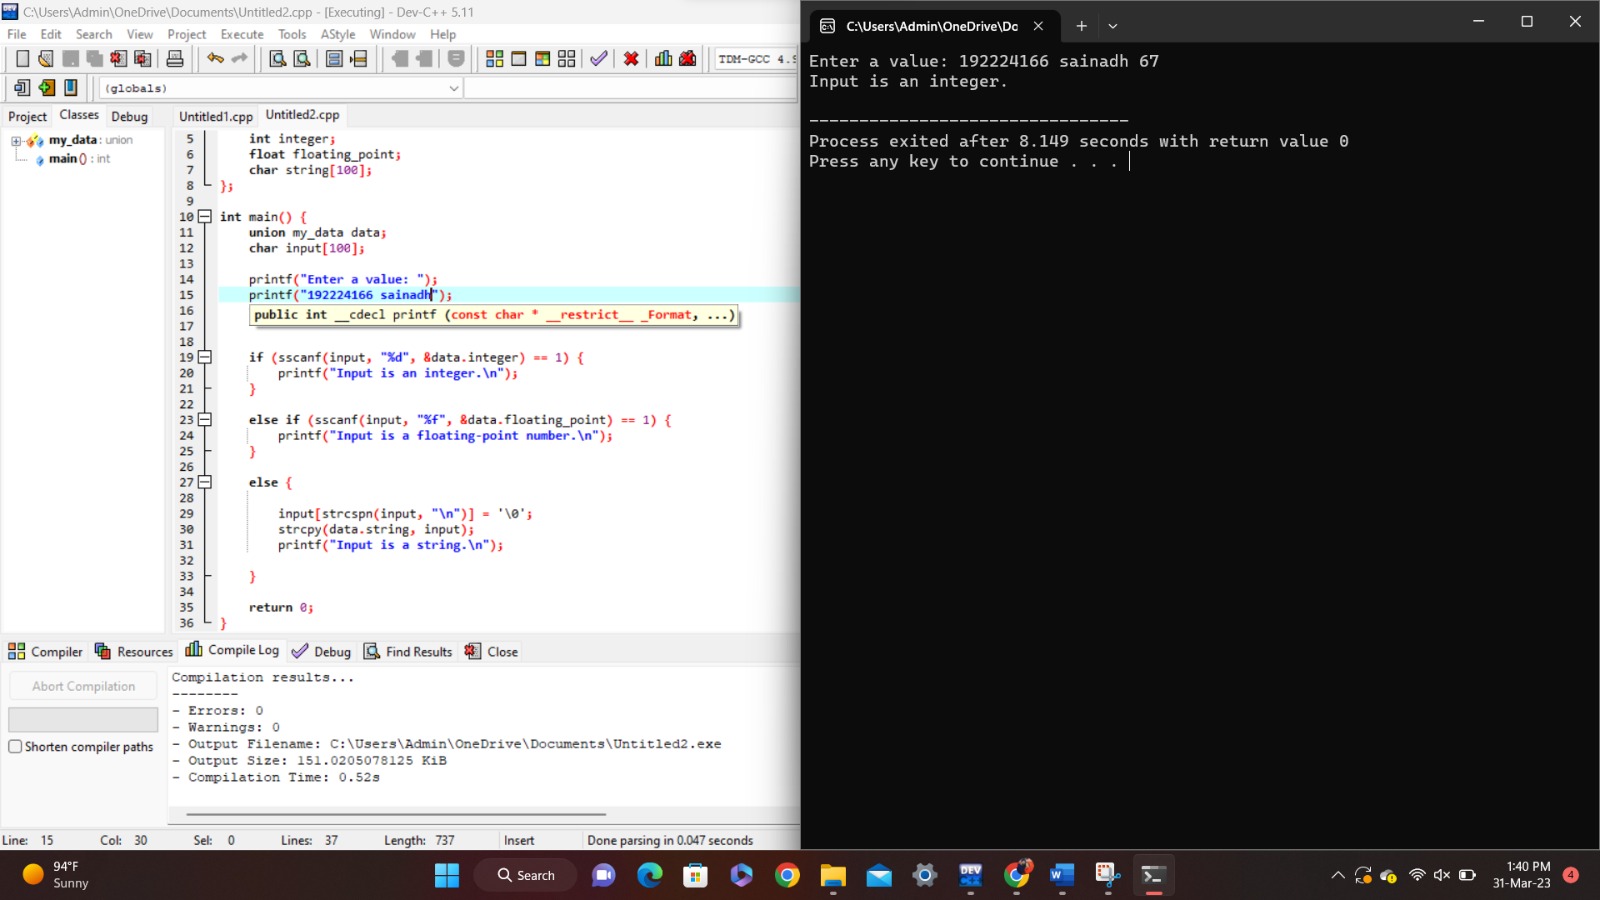 C:\Users\Admin\OneDrive\Documents\Untitled2.cpp - [Executing] - Dev-C++ 5.11
File Edit Search View Project Execute Tools AStyle Window Help
TDM-GCC 4.9
(globals)
Project Classes Debug
my_data : union
main () : int
Untitled1.cpp Untitled2.cpp
5 int integer;
6 float floating_point;
7 char string[100];
8 };
9
10 int main() {
11 union my_data data;
12 char input[100];
13
14 printf("Enter a value: ");
15 printf("192224166 sainadh");
16 public int __cdecl printf (const char * __restrict__ _Format, ...)
17
18
19 if (sscanf(input, "%d", &data.integer) == 1) {
20 printf("Input is an integer.\n");
21 }
22
23 else if (sscanf(input, "%f", &data.floating_point) == 1) {
24 printf("Input is a floating-point number.\n");
25 }
26
27 else {
28
29 input[strcspn(input, "\n")] = '\0';
30 strcpy(data.string, input);
31 printf("Input is a string.\n");
32
33 }
34
35 return 0;
36 }
Compiler Resources Compile Log Debug Find Results Close
Abort Compilation
Shorten compiler paths
Compilation results...
--------
- Errors: 0
- Warnings: 0
- Output Filename: C:\Users\Admin\OneDrive\Documents\Untitled2.exe
- Output Size: 151.0205078125 KiB
- Compilation Time: 0.52s
Line: 15 Col: 30 Sel: 0 Lines: 37 Length: 737 Insert Done parsing in 0.047 seconds
C:\Users\Admin\OneDrive\Do
Enter a value: 192224166 sainadh 67
Input is an integer.
--------------------------------
Process exited after 8.149 seconds with return value 0
Press any key to continue . . .
94°F
Sunny
Search
DEV
W
1:40 PM
31-Mar-23
4